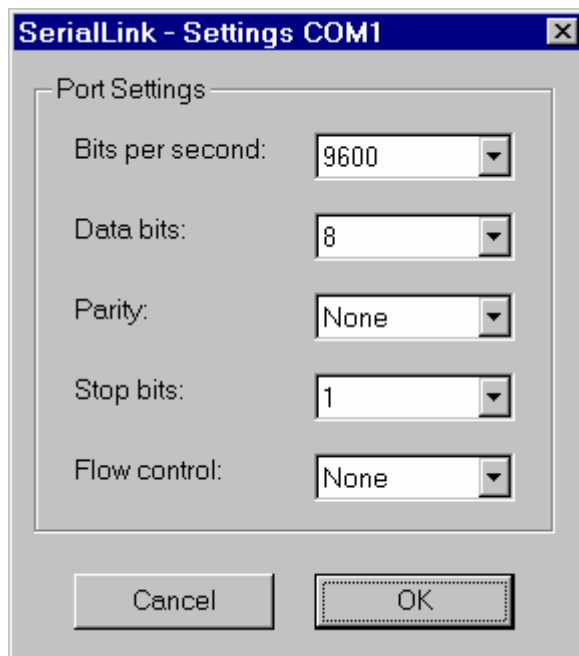 SerialLink - Settings COM1
Port Settings
Bits per second: 9600
Data bits: 8
Parity: None
Stop bits: 1
Flow control: None
Cancel OK